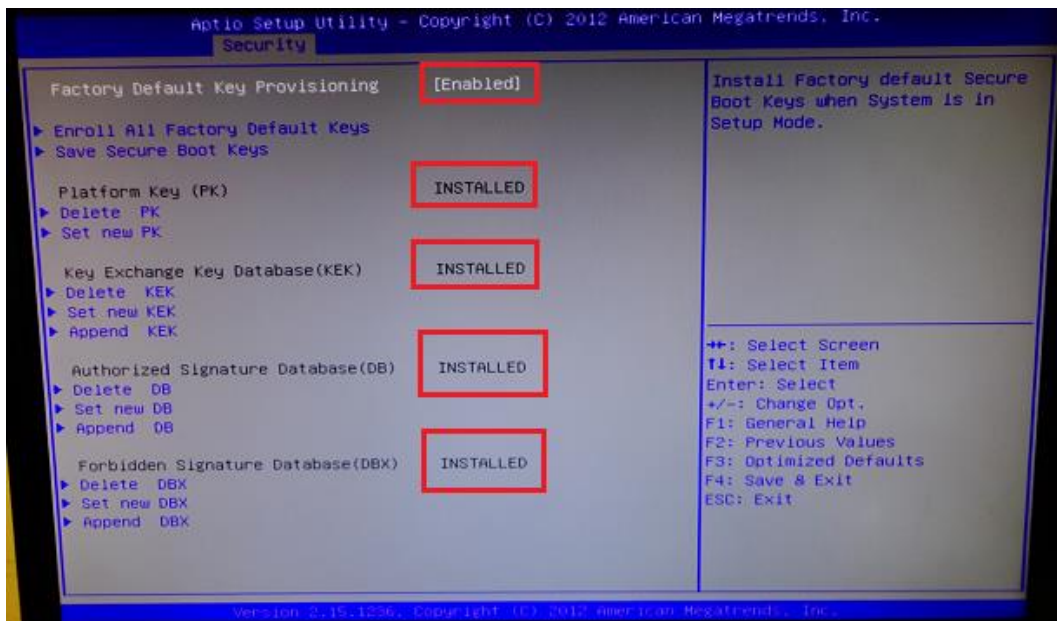 Aptio Setup Utility - Copyright (C) 2012 American Megatrends, Inc.
Security
Factory Default Key Provisioning [Enabled]
Enroll All Factory Default Keys
Save Secure Boot Keys
Platform Key (PK) INSTALLED
Delete PK
Set new PK
Key Exchange Key Database(KEK) INSTALLED
Delete KEK
Set new KEK
Append KEK
Authorized Signature Database(DB) INSTALLED
Delete DB
Set new DB
Append DB
Forbidden Signature Database(DBX) INSTALLED
Delete DBX
Set new DBX
Append DBX
Install Factory default Secure
Boot Keys when System is in
Setup Mode.
→←: Select Screen
↑↓: Select Item
Enter: Select
+/-: Change Opt.
F1: General Help
F2: Previous Values
F3: Optimized Defaults
F4: Save & Exit
ESC: Exit
Version 2.15.1236. Copyright (C) 2012 American Megatrends, Inc.